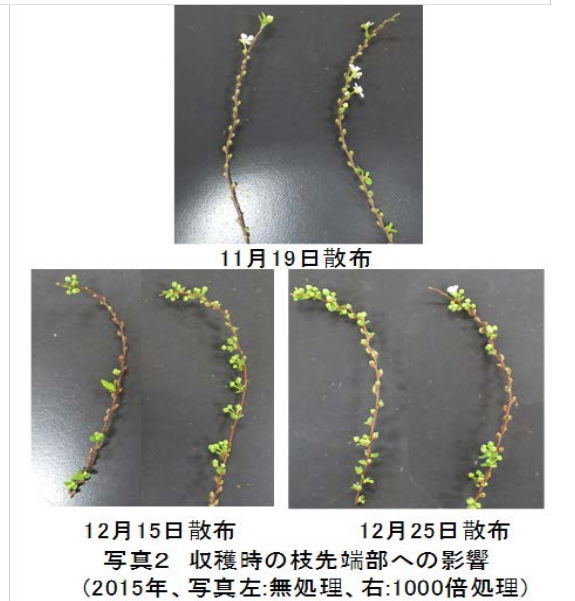 11月19日散布
12月15日散布
12月25日散布
写真2 収穫時の枝先端部への影響
(2015年、写真左:無処理、右:1000倍処理)